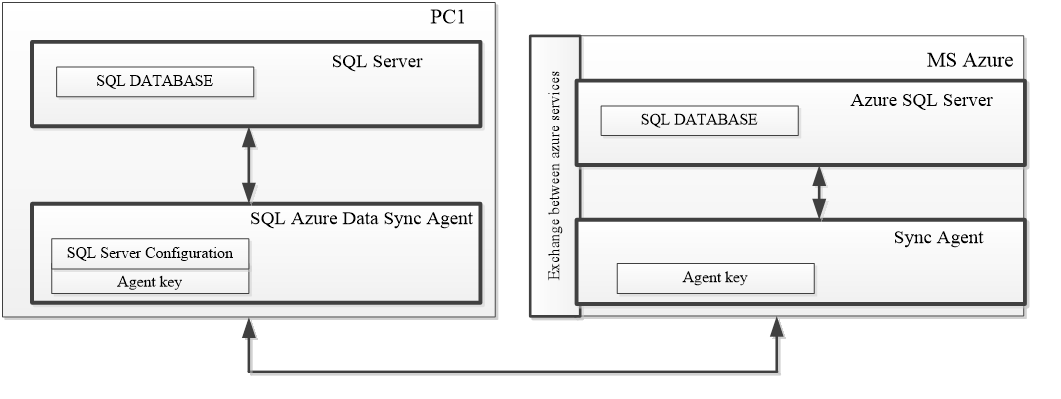 PC1
SQL Server
SQL DATABASE
SQL Azure Data Sync Agent
SQL Server Configuration
Agent key
Exchange between azure services
MS Azure
Azure SQL Server
SQL DATABASE
Sync Agent
Agent key